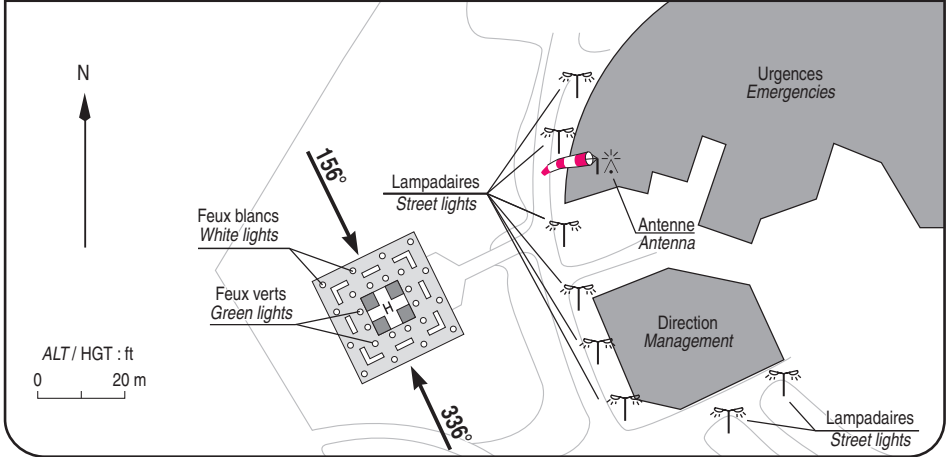 N
Urgences
Emergencies
156°
Lampadaires
Street lights
Feux blancs
White lights
Antenne
Antenna
Feux verts
Green lights
H
Direction
Management
ALT / HGT : ft
0 20 m
336°
Lampadaires
Street lights